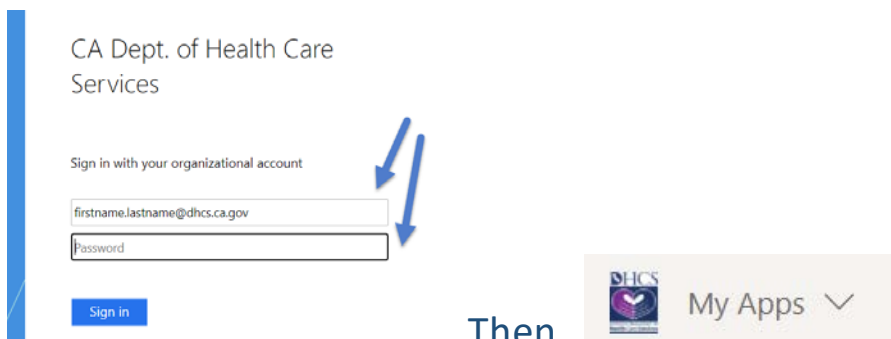 CA Dept. of Health Care
Services
Sign in with your organizational account
firstname.lastname@dhcs.ca.gov
Password
Sign in
Then
DHCS
My Apps